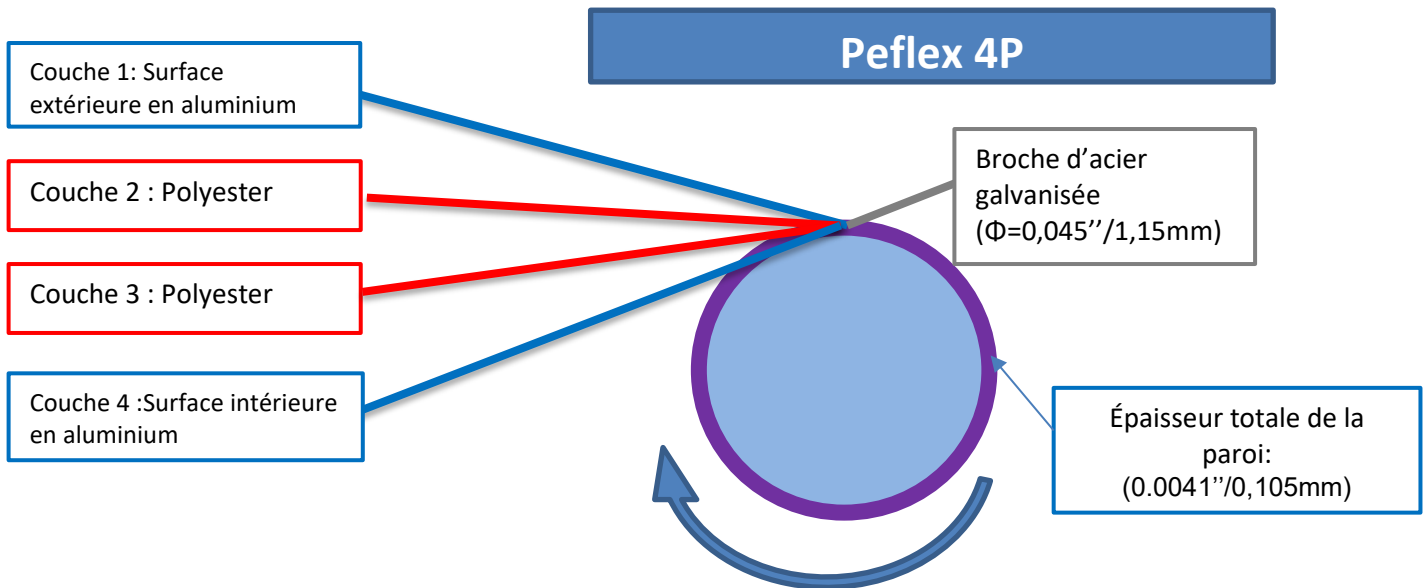 Peflex 4P
Couche 1: Surface
extérieure en aluminium
Couche 2 : Polyester
Couche 3 : Polyester
Couche 4 :Surface intérieure
en aluminium
Broche d’acier
galvanisée
(Φ=0,045’’/1,15mm)
Épaisseur totale de la
paroi:
(0.0041’’/0,105mm)